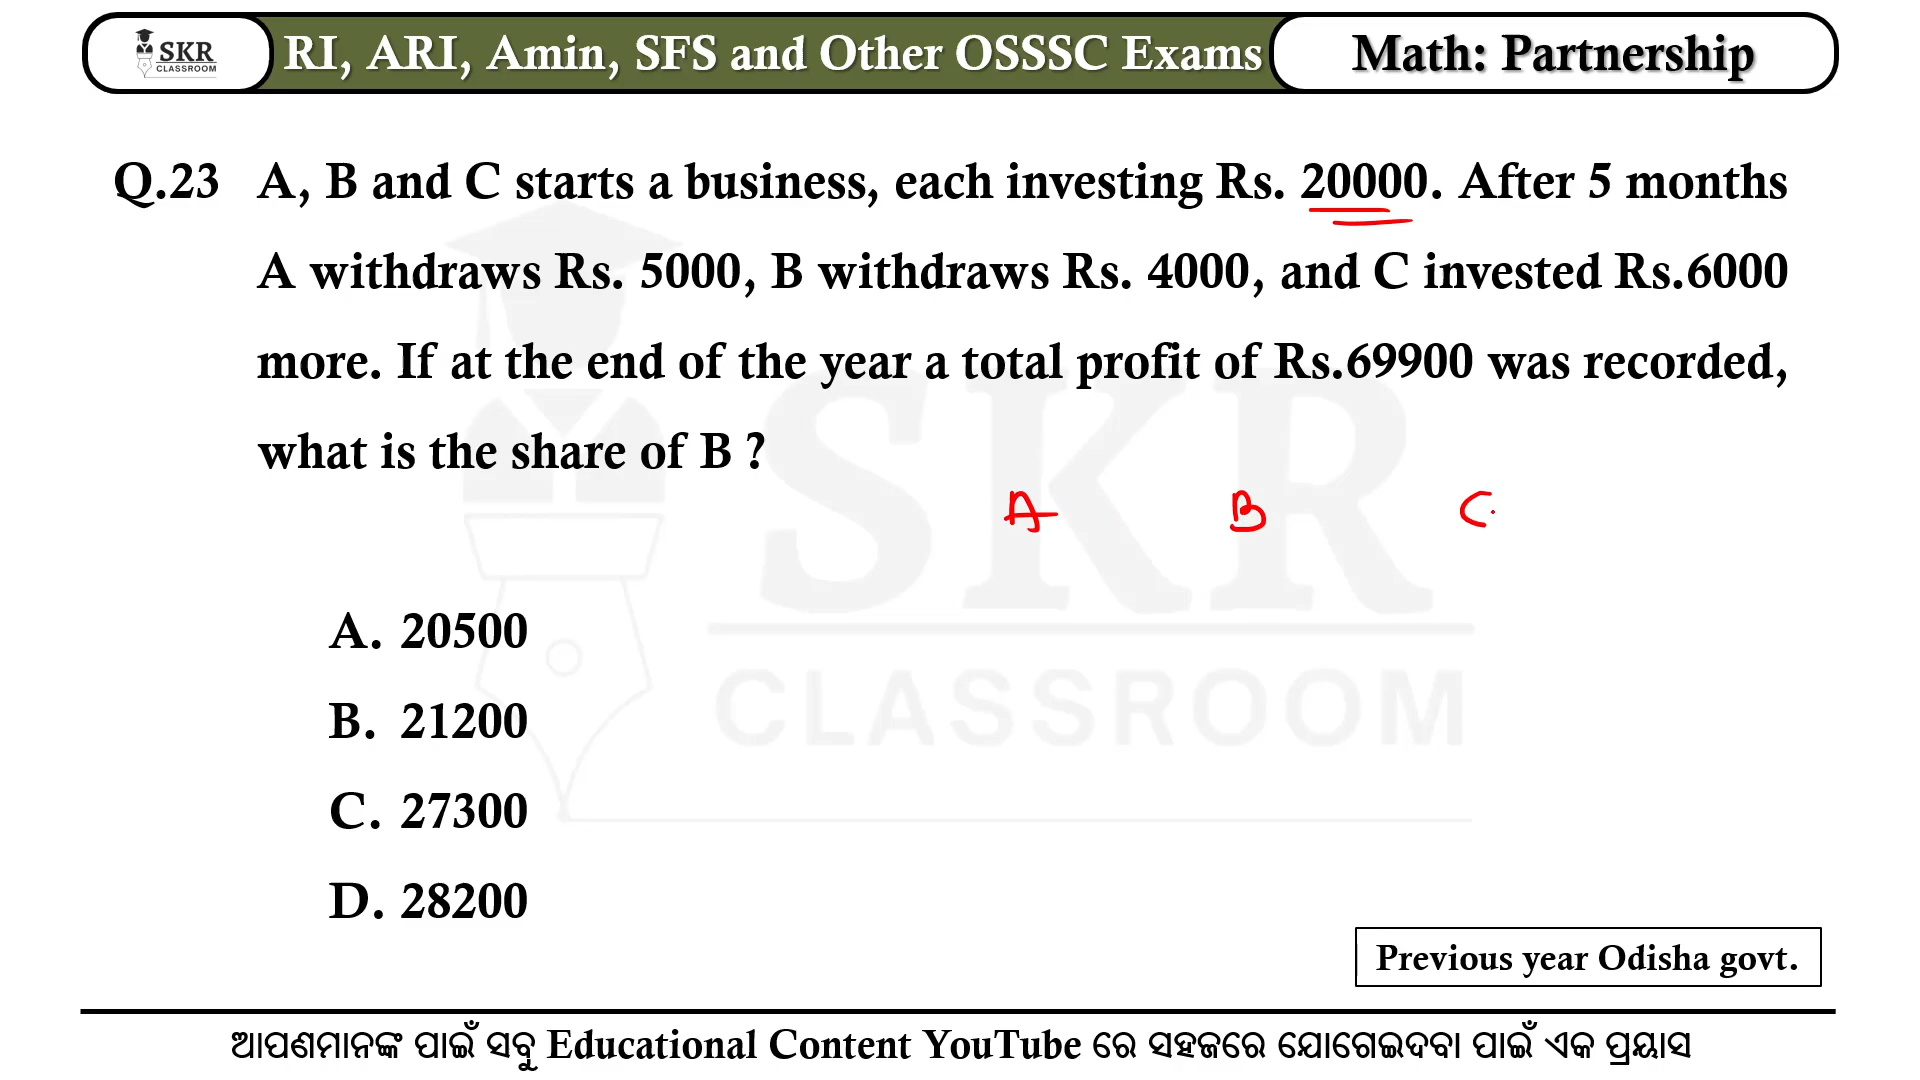 SKR
CLASSROOM
RI, ARI, Amin, SFS and Other OSSSC Exams
Math: Partnership
Q.23 A, B and C starts a business, each investing Rs. 20000. After 5 months
A withdraws Rs. 5000, B withdraws Rs. 4000, and C invested Rs.6000
more. If at the end of the year a total profit of Rs.69900 was recorded,
what is the share of B ?
A B C
A. 20500
B. 21200
C. 27300
D. 28200
SKR
CLASSROOM
Previous year Odisha govt.
ଆପଣମାନଙ୍କ ପାଇଁ ସବୁ Educational Content YouTube ରେ ସହଜରେ ଯୋଗେଇଦବା ପାଇଁ ଏକ ପ୍ରୟାସ